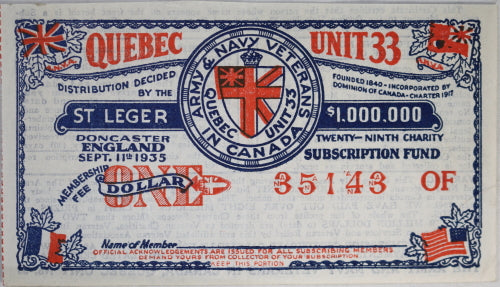 QUEBEC UNIT 33
DISTRIBUTION DECIDED
BY THE
ST LEGER
DONCASTER
ENGLAND
SEPT. 11th 1935
ARMY & NAVY VETERANS
IN CANADA
QUEBEC UNIT 33
FOUNDED 1840 - INCORPORATED BY
DOMINION OF CANADA - CHARTER 1917
$1.000.000
TWENTY-NINTH CHARITY
SUBSCRIPTION FUND
MEMBERSHIP
FEE
ONE
DOLLAR
35143 OF
Name of Member
OFFICIAL ACKNOWLEDGEMENTS ARE ISSUED FOR ALL SUBSCRIBING MEMBERS
DEMAND YOURS FROM COLLECTOR OF YOUR SUBSCRIPTION
KEEP THIS PORTION